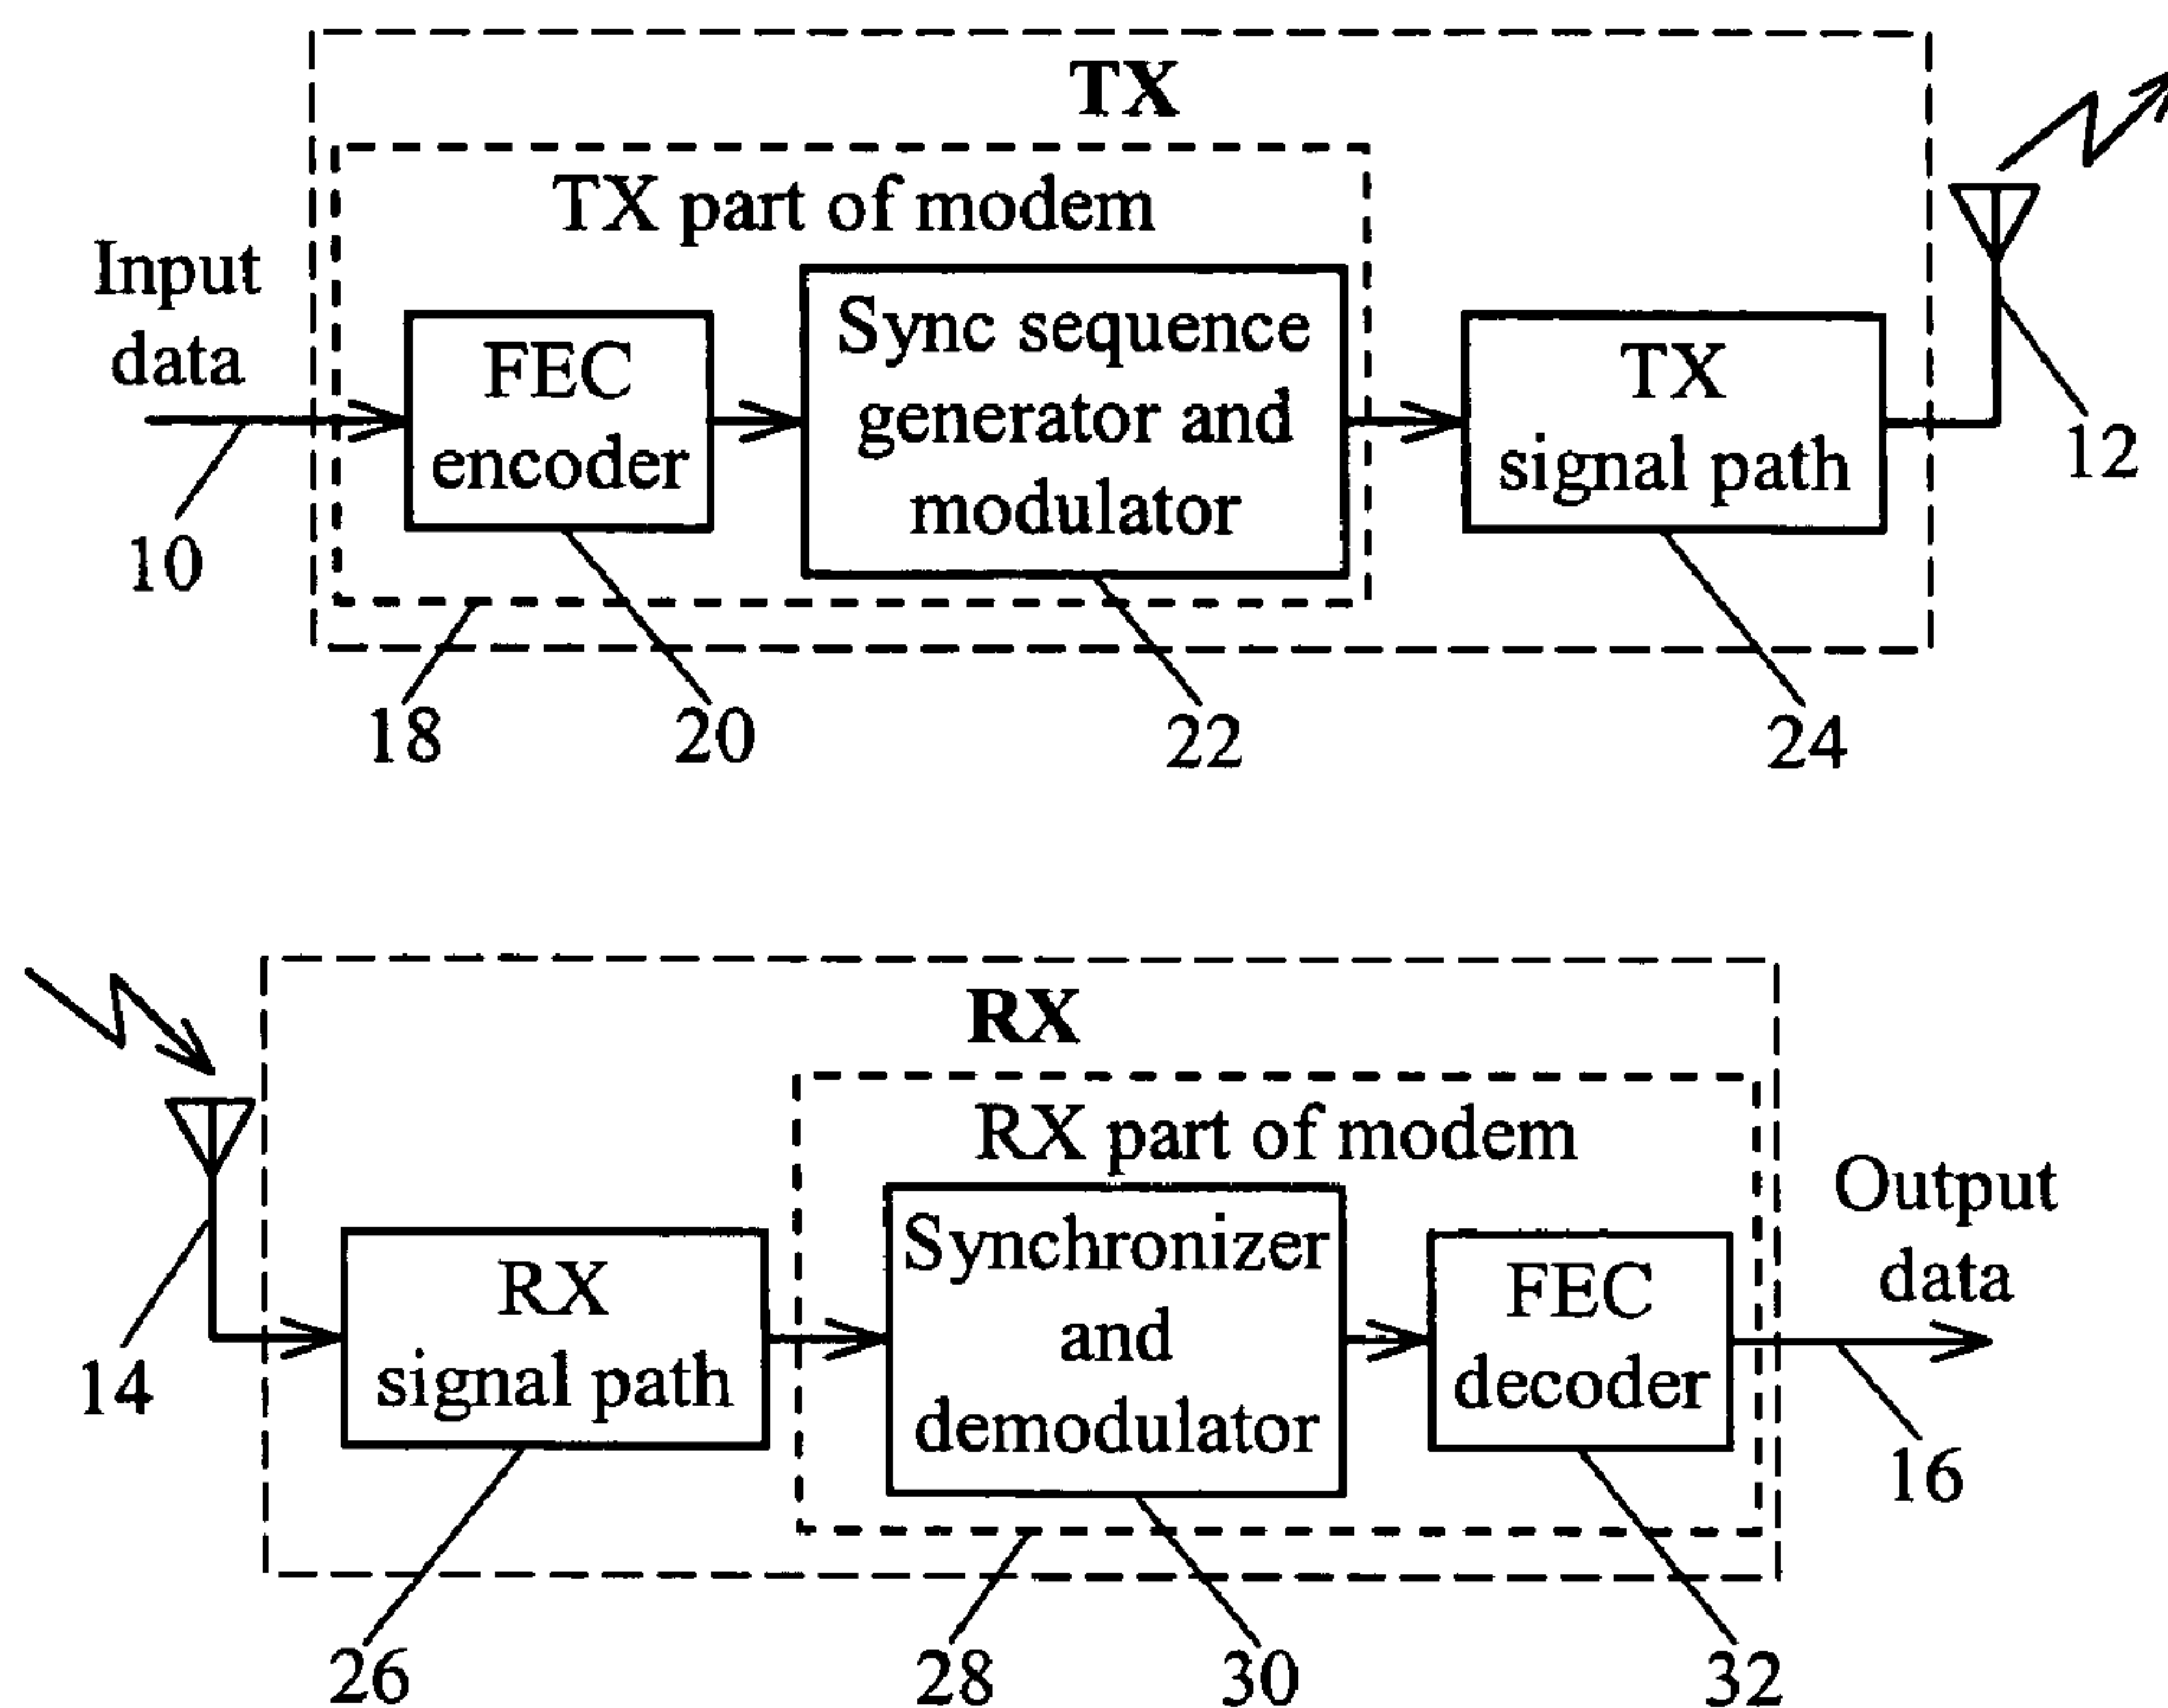 TX
TX part of modem
Input
data
FEC
encoder
Sync sequence
generator and
modulator
TX
signal path
10
12
18
20
22
24
RX
RX part of modem
RX
signal path
Synchronizer
and
demodulator
FEC
decoder
Output
data
14
16
26
28
30
32